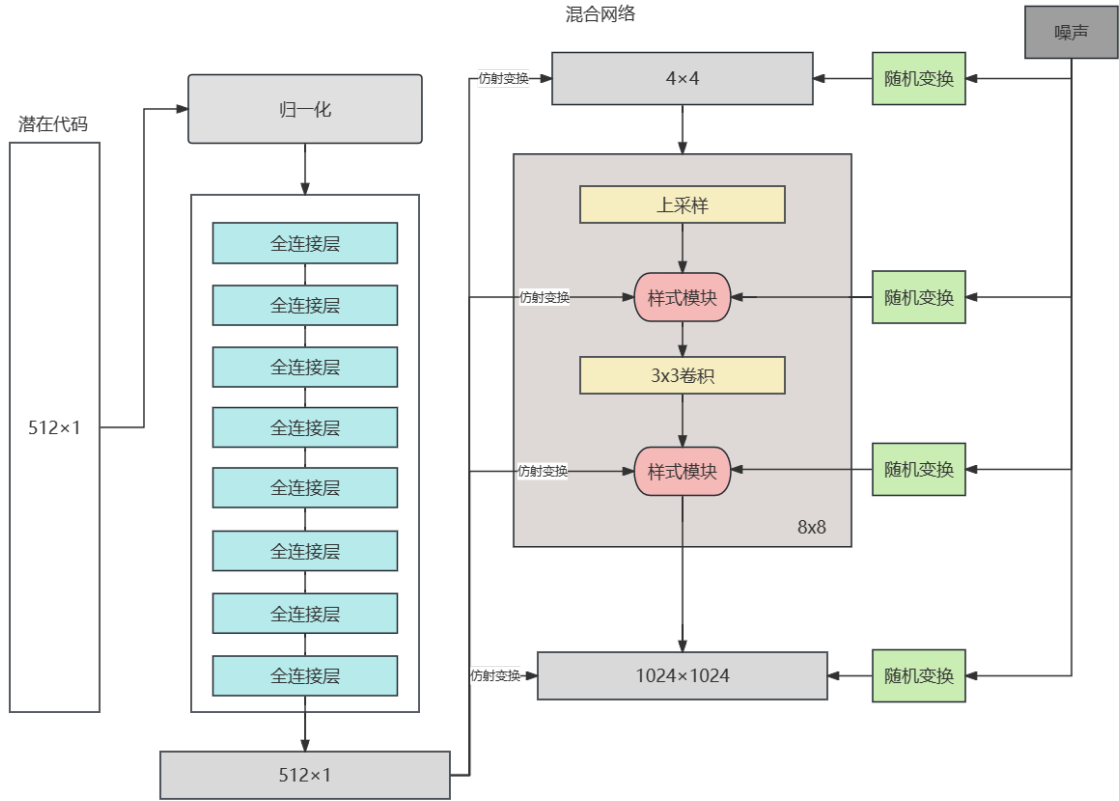 混合网络
噪声
潜在代码
512×1
归一化
全连接层
全连接层
全连接层
全连接层
全连接层
全连接层
全连接层
全连接层
512×1
仿射变换
4×4
随机变换
上采样
仿射变换
样式模块
随机变换
3x3卷积
仿射变换
样式模块
随机变换
8x8
仿射变换
1024×1024
随机变换